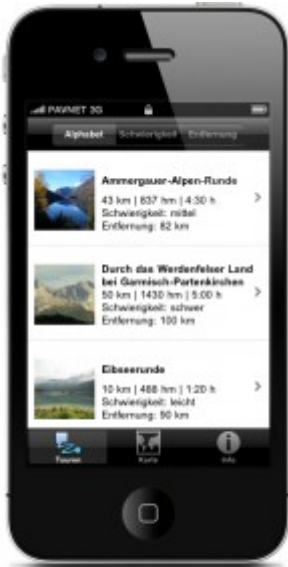 PAVNET 3G
Alphabet Schwierigkeit Entfernung
Ammergauer-Alpen-Runde
43 km | 837 hm | 4:30 h
Schwierigkeit: mittel
Entfernung: 82 km
Durch das Werdenfelser Land
bei Garmisch-Partenkirchen
50 km | 1430 hm | 5:00 h
Schwierigkeit: schwer
Entfernung: 100 km
Eibseerunde
10 km | 488 hm | 1:20 h
Schwierigkeit: leicht
Entfernung: 90 km
Touren Karte Info